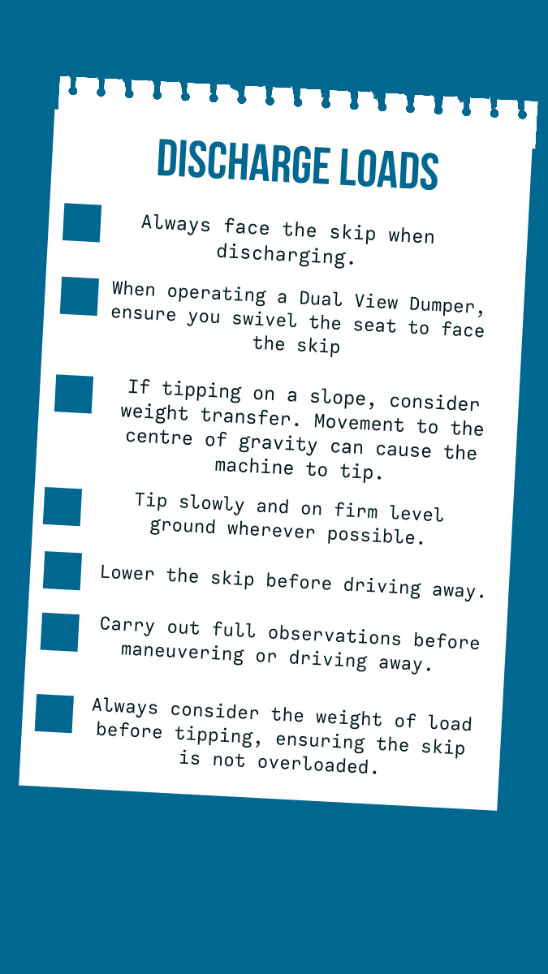 DISCHARGE LOADS
Always face the skip when
discharging.
When operating a Dual View Dumper,
ensure you swivel the seat to face
the skip
If tipping on a slope, consider
weight transfer. Movement to the
centre of gravity can cause the
machine to tip.
Tip slowly and on firm level
ground wherever possible.
Lower the skip before driving away.
Carry out full observations before
maneuvering or driving away.
Always consider the weight of load
before tipping, ensuring the skip
is not overloaded.